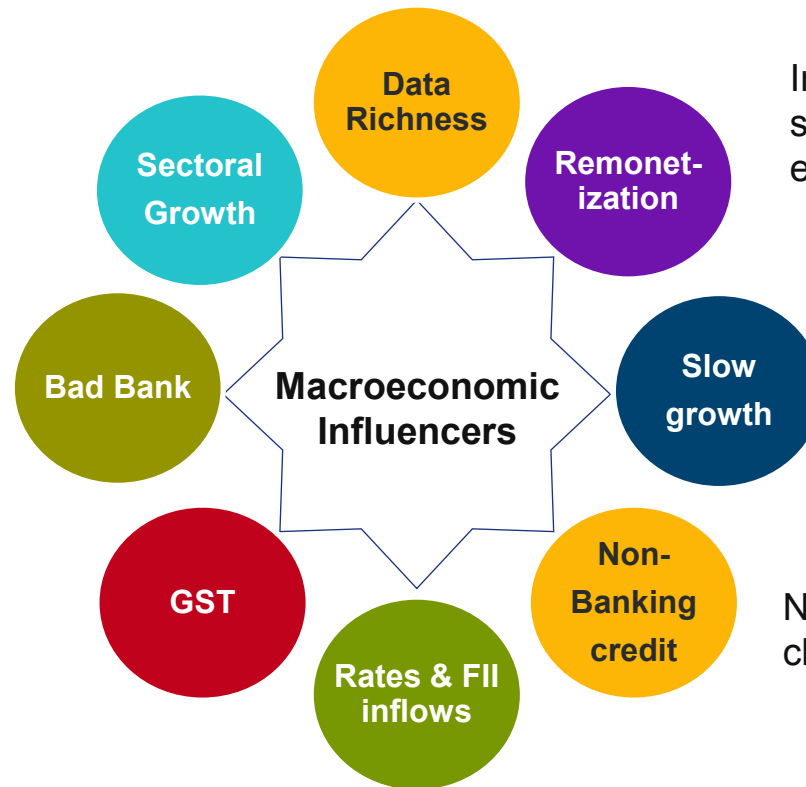 Data
Richness
Remonet-
ization
Slow
growth
Non-
Banking
credit
Rates & FII
inflows
GST
Bad Bank
Sectoral
Growth
Macroeconomic
Influencers